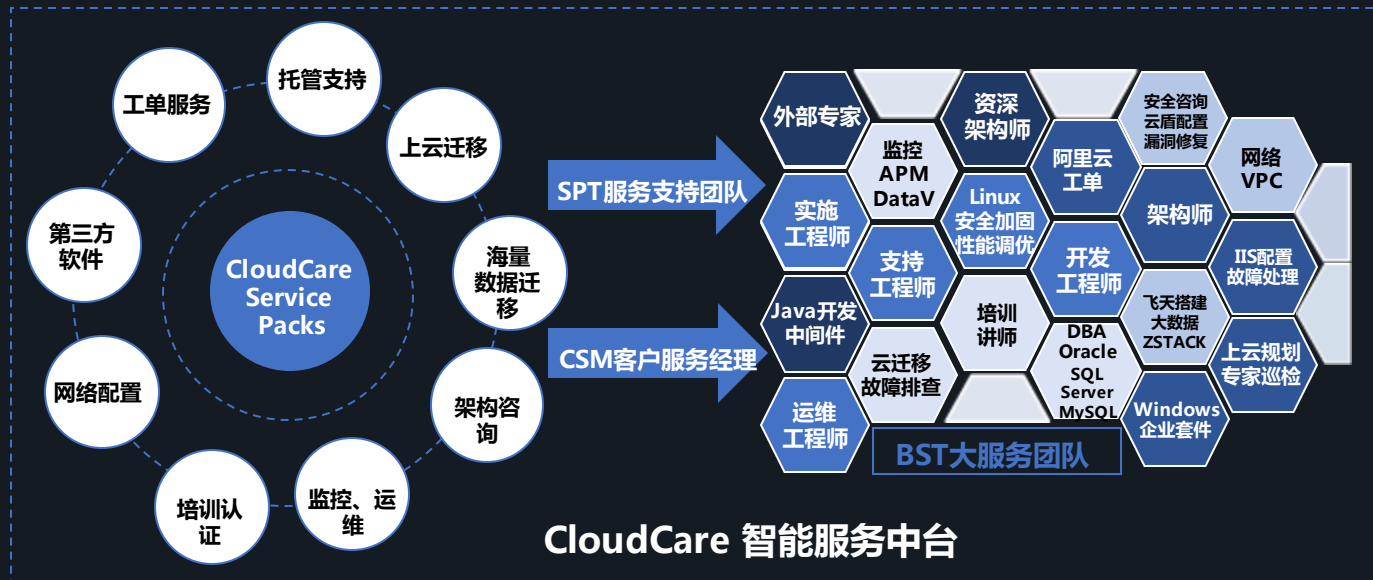 托管支持
工单服务
上云迁移
第三方
软件
海量
数据迁
移
CloudCare
Service
Packs
网络配置
架构咨
询
培训认
证
监控、运
维
SPT服务支持团队
CSM客户服务经理
外部专家
实施
工程师
Java开发
中间件
运维
工程师
监控
APM
DataV
支持
工程师
云迁移
故障排查
资深
架构师
Linux
安全加固
性能调优
培训
讲师
阿里云
工单
开发
工程师
DBA
Oracle
SQL
Server
MySQL
安全咨询
云盾配置
漏洞修复
架构师
飞天搭建
大数据
ZSTACK
Windows
企业套件
网络
VPC
IIS配置
故障处理
上云规划
专家巡检
BST大服务团队
CloudCare 智能服务中台